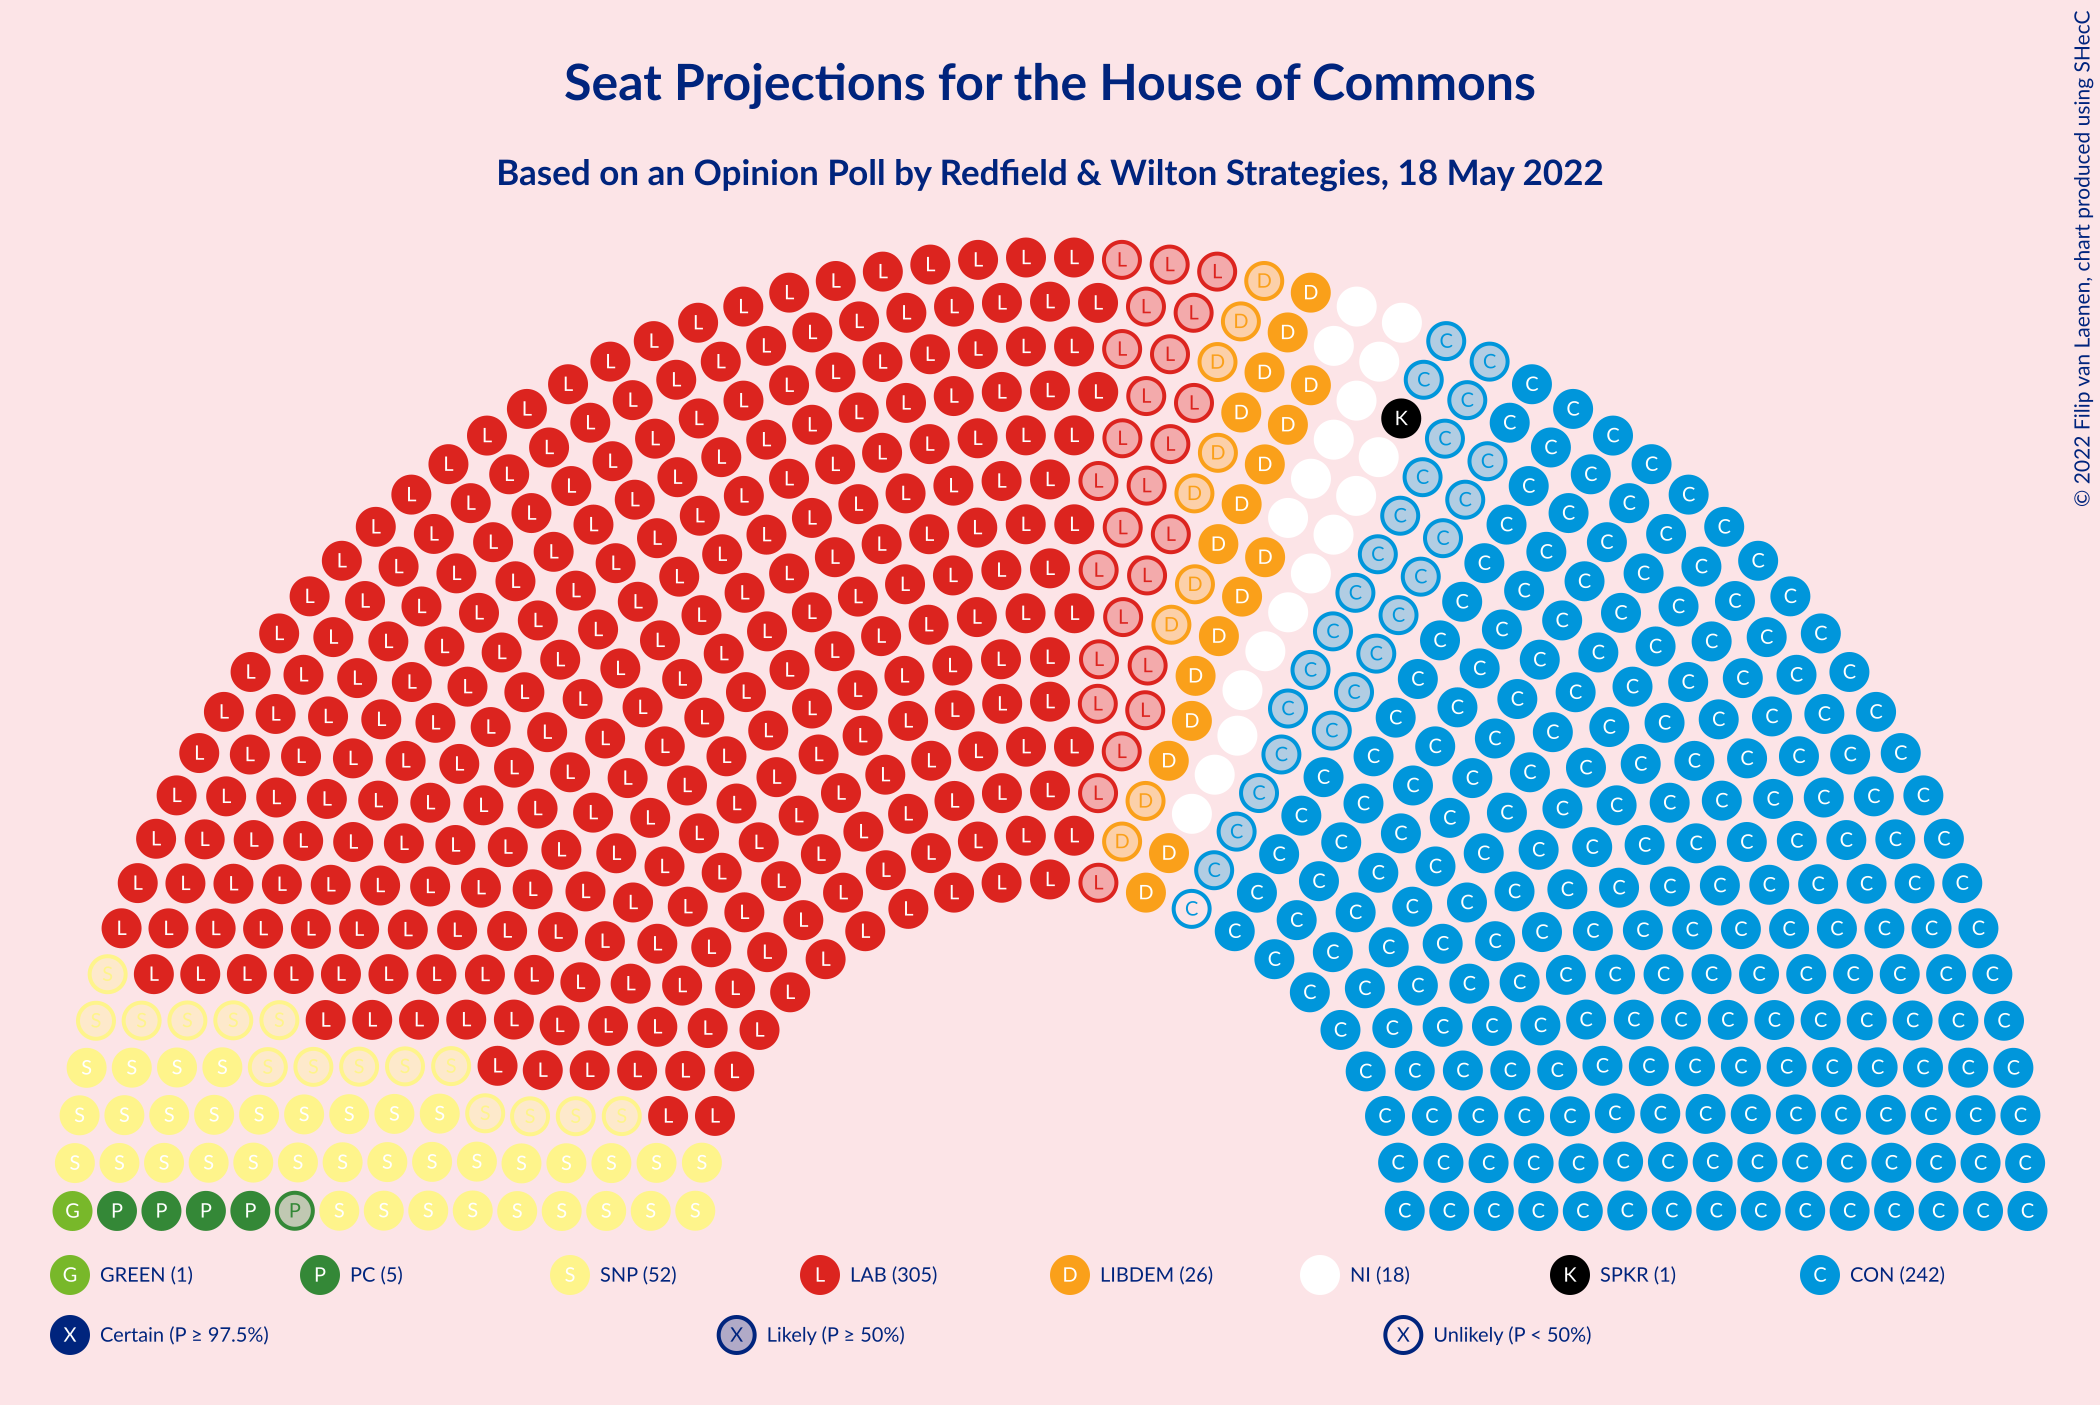 Seat Projections for the House of Commons
Based on an Opinion Poll by Redfield & Wilton Strategies, 18 May 2022
© 2022 Filip van Laenen, chart produced using SHecC
G GREEN (1)
P PC (5)
S SNP (52)
L LAB (305)
D LIBDEM (26)
NI (18)
K SPKR (1)
C CON (242)
X Certain (P ≥ 97.5%)
X Likely (P ≥ 50%)
X Unlikely (P < 50%)